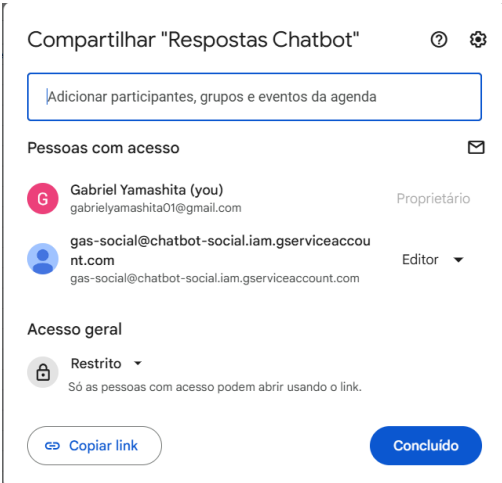 Compartilhar "Respostas Chatbot"
Adicionar participantes, grupos e eventos da agenda
Pessoas com acesso
G
Gabriel Yamashita (you)
gabrielyamashita01@gmail.com
Proprietário
gas-social@chatbot-social.iam.gserviceaccou
nt.com
gas-social@chatbot-social.iam.gserviceaccount.com
Editor
Acesso geral
Restrito
Só as pessoas com acesso podem abrir usando o link.
Copiar link
Concluído